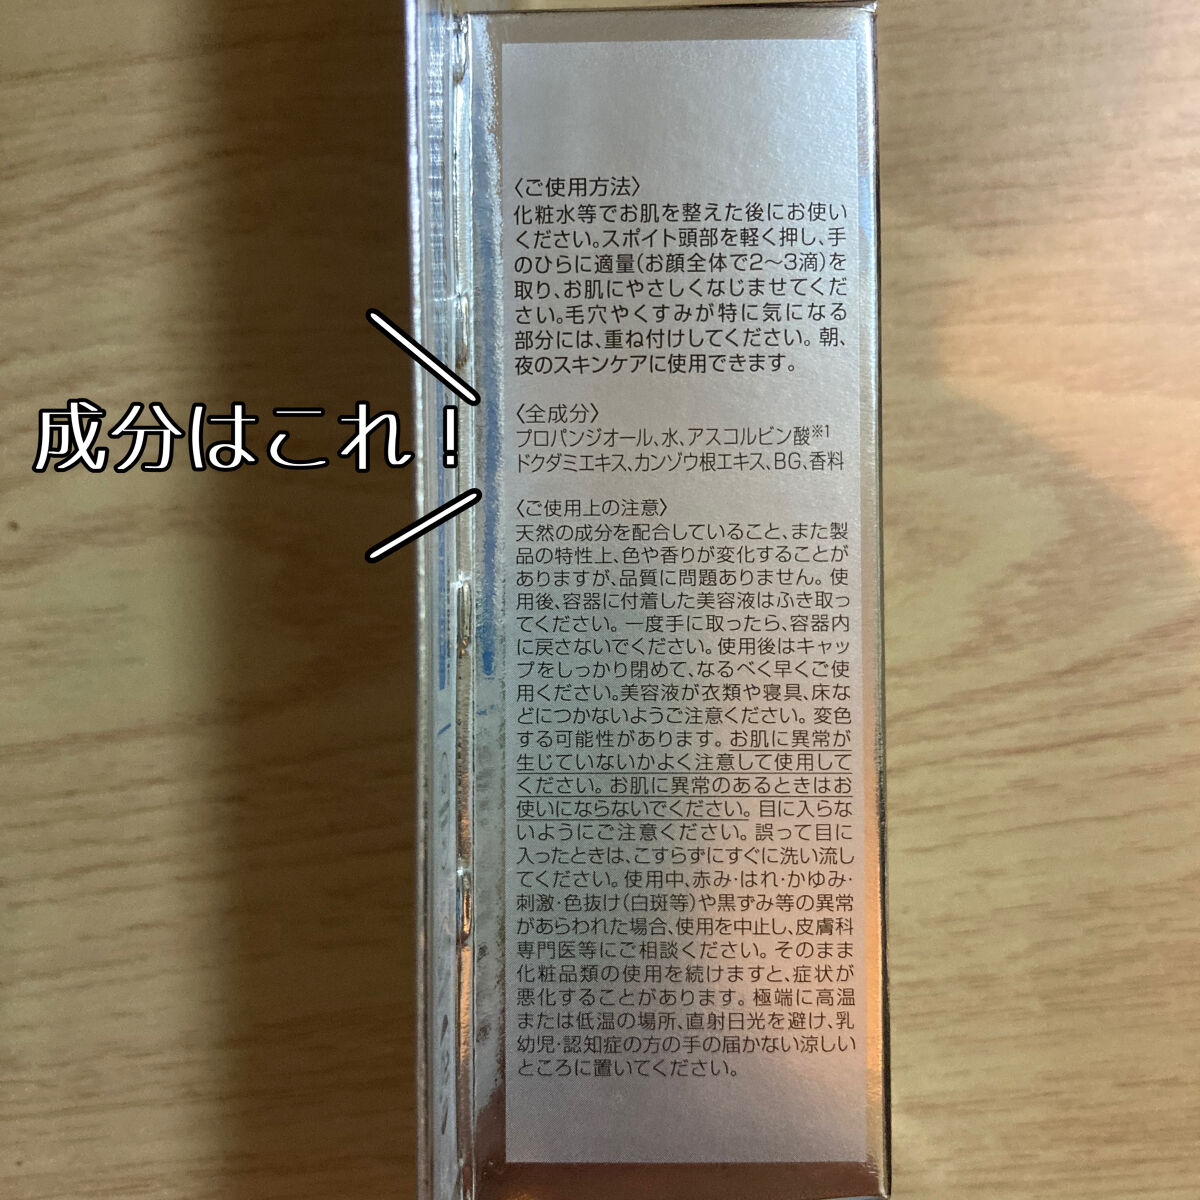 〈ご使用方法〉
化粧水等でお肌を整えた後にお使い
ください。スポイト頭部を軽く押し、手
のひらに適量(お顔全体で2〜3滴)を
取り、お肌にやさしくなじませてくだ
さい。毛穴やくすみが特に気になる
部分には、重ね付けしてください。朝、
夜のスキンケアに使用できます。
成分はこれ！
〈全成分〉
プロパンジオール、水、アスコルビン酸※1
ドクダミエキス、カンゾウ根エキス、BG、香料
〈ご使用上の注意〉
天然の成分を配合していること、また製
品の特性上、色や香りが変化することが
ありますが、品質に問題ありません。使
用後、容器に付着した美容液はふき取っ
てください。一度手に取ったら、容器内
に戻さないでください。使用後はキャッ
プをしっかり閉めて、なるべく早くご使
用ください。美容液が衣類や寝具、床な
どにつかないようご注意ください。変色
する可能性があります。お肌に異常が
生じていないかよく注意して使用して
ください。お肌に異常のあるときはお
使いにならないでください。目に入らな
いようにご注意ください。誤って目に
入ったときは、こすらずにすぐに洗い流し
てください。使用中、赤み・はれ・かゆみ・
刺激・色抜け(白斑等)や黒ずみ等の異常
があらわれた場合、使用を中止し、皮膚科
専門医等にご相談ください。そのまま
化粧品類の使用を続けますと、症状が
悪化することがあります。極端に高温
または低温の場所、直射日光を避け、乳
幼児・認知症の方の手の届かない涼しい
ところに置いてください。